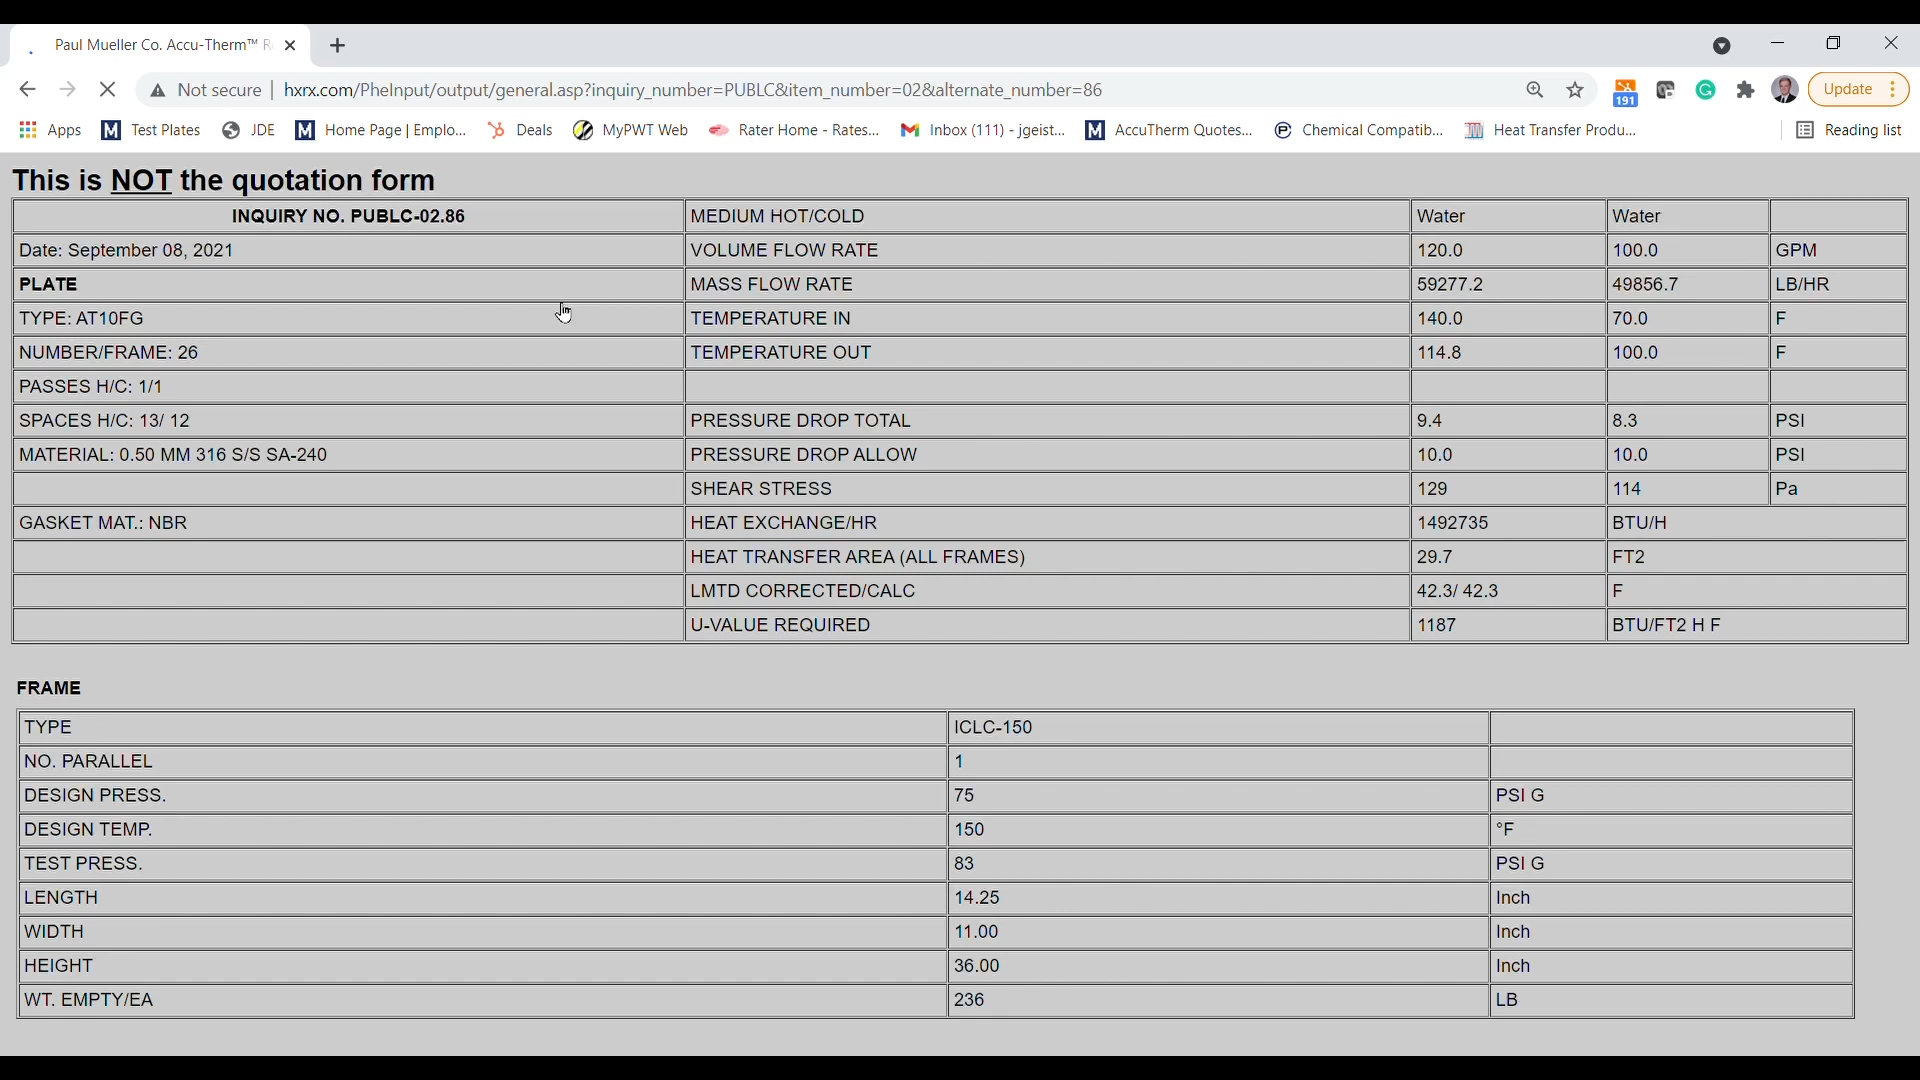 Paul Mueller Co. Accu-Therm™ R
Not secure | hxrx.com/PheInput/output/general.asp?inquiry_number=PUBLC&item_number=02&alternate_number=86 191 Update
Apps M Test Plates JDE M Home Page | Emplo... Deals MyPWT Web Rater Home - Rates... Inbox (111) - jgeist... M AccuTherm Quotes... Chemical Compatib... Heat Transfer Produ... Reading list
This is NOT the quotation form
INQUIRY NO. PUBLC-02.86 MEDIUM HOT/COLD Water Water
Date: September 08, 2021 VOLUME FLOW RATE 120.0 100.0 GPM
PLATE MASS FLOW RATE 59277.2 49856.7 LB/HR
TYPE: AT10FG TEMPERATURE IN 140.0 70.0 F
NUMBER/FRAME: 26 TEMPERATURE OUT 114.8 100.0 F
PASSES H/C: 1/1
SPACES H/C: 13/ 12 PRESSURE DROP TOTAL 9.4 8.3 PSI
MATERIAL: 0.50 MM 316 S/S SA-240 PRESSURE DROP ALLOW 10.0 10.0 PSI
SHEAR STRESS 129 114 Pa
GASKET MAT.: NBR HEAT EXCHANGE/HR 1492735 BTU/H
HEAT TRANSFER AREA (ALL FRAMES) 29.7 FT2
LMTD CORRECTED/CALC 42.3/ 42.3 F
U-VALUE REQUIRED 1187 BTU/FT2 H F
FRAME
TYPE ICLC-150
NO. PARALLEL 1
DESIGN PRESS. 75 PSI G
DESIGN TEMP. 150 °F
TEST PRESS. 83 PSI G
LENGTH 14.25 Inch
WIDTH 11.00 Inch
HEIGHT 36.00 Inch
WT. EMPTY/EA 236 LB